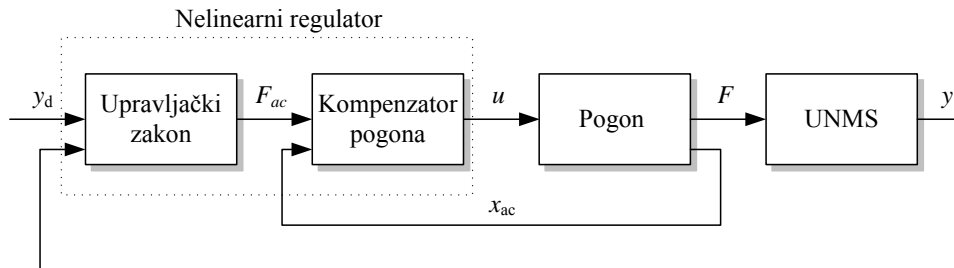 Nelinearni regulator
y_d
Upravljački
zakon
F_ac
Kompenzator
pogona
u
Pogon
F
UNMS
y
x_ac